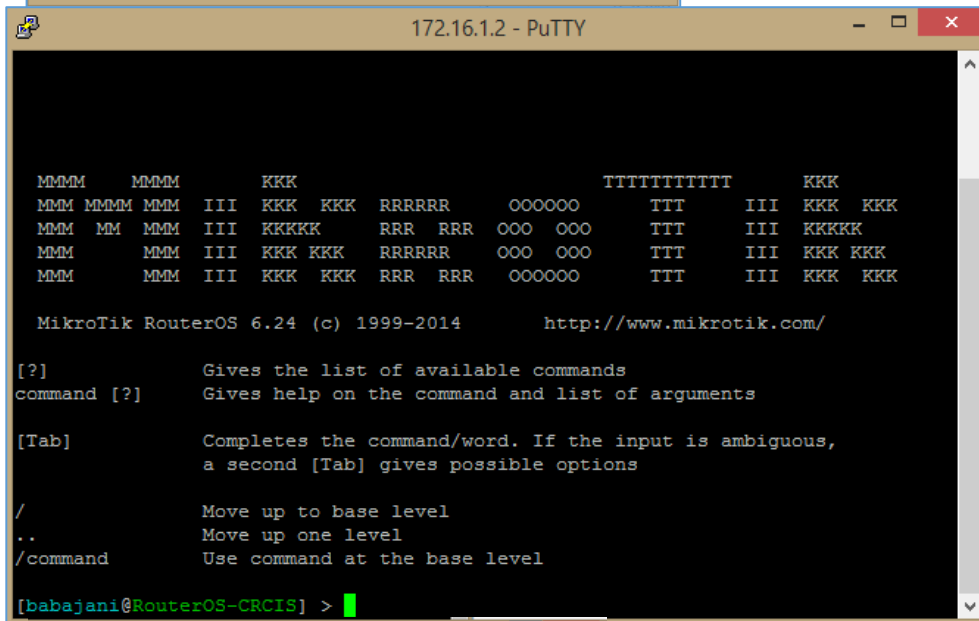 172.16.1.2 - PuTTY
MMMM    MMMM       KKK                          TTTTTTTTTTT      KKK
MMM MMMM MMM  III  KKK  KKK  RRRRRR     OOOOOO      TTT     III  KKK  KKK
MMM  MM  MMM  III  KKKKK     RRR  RRR  OOO  OOO     TTT     III  KKKKK
MMM      MMM  III  KKK KKK   RRRRRR    OOO  OOO     TTT     III  KKK KKK
MMM      MMM  III  KKK  KKK  RRR  RRR   OOOOOO      TTT     III  KKK  KKK
MikroTik RouterOS 6.24 (c) 1999-2014       http://www.mikrotik.com/
[?]             Gives the list of available commands
command [?]     Gives help on the command and list of arguments
[Tab]           Completes the command/word. If the input is ambiguous,
a second [Tab] gives possible options
/               Move up to base level
..              Move up one level
/command        Use command at the base level
[babajani@RouterOS-CRCIS] >